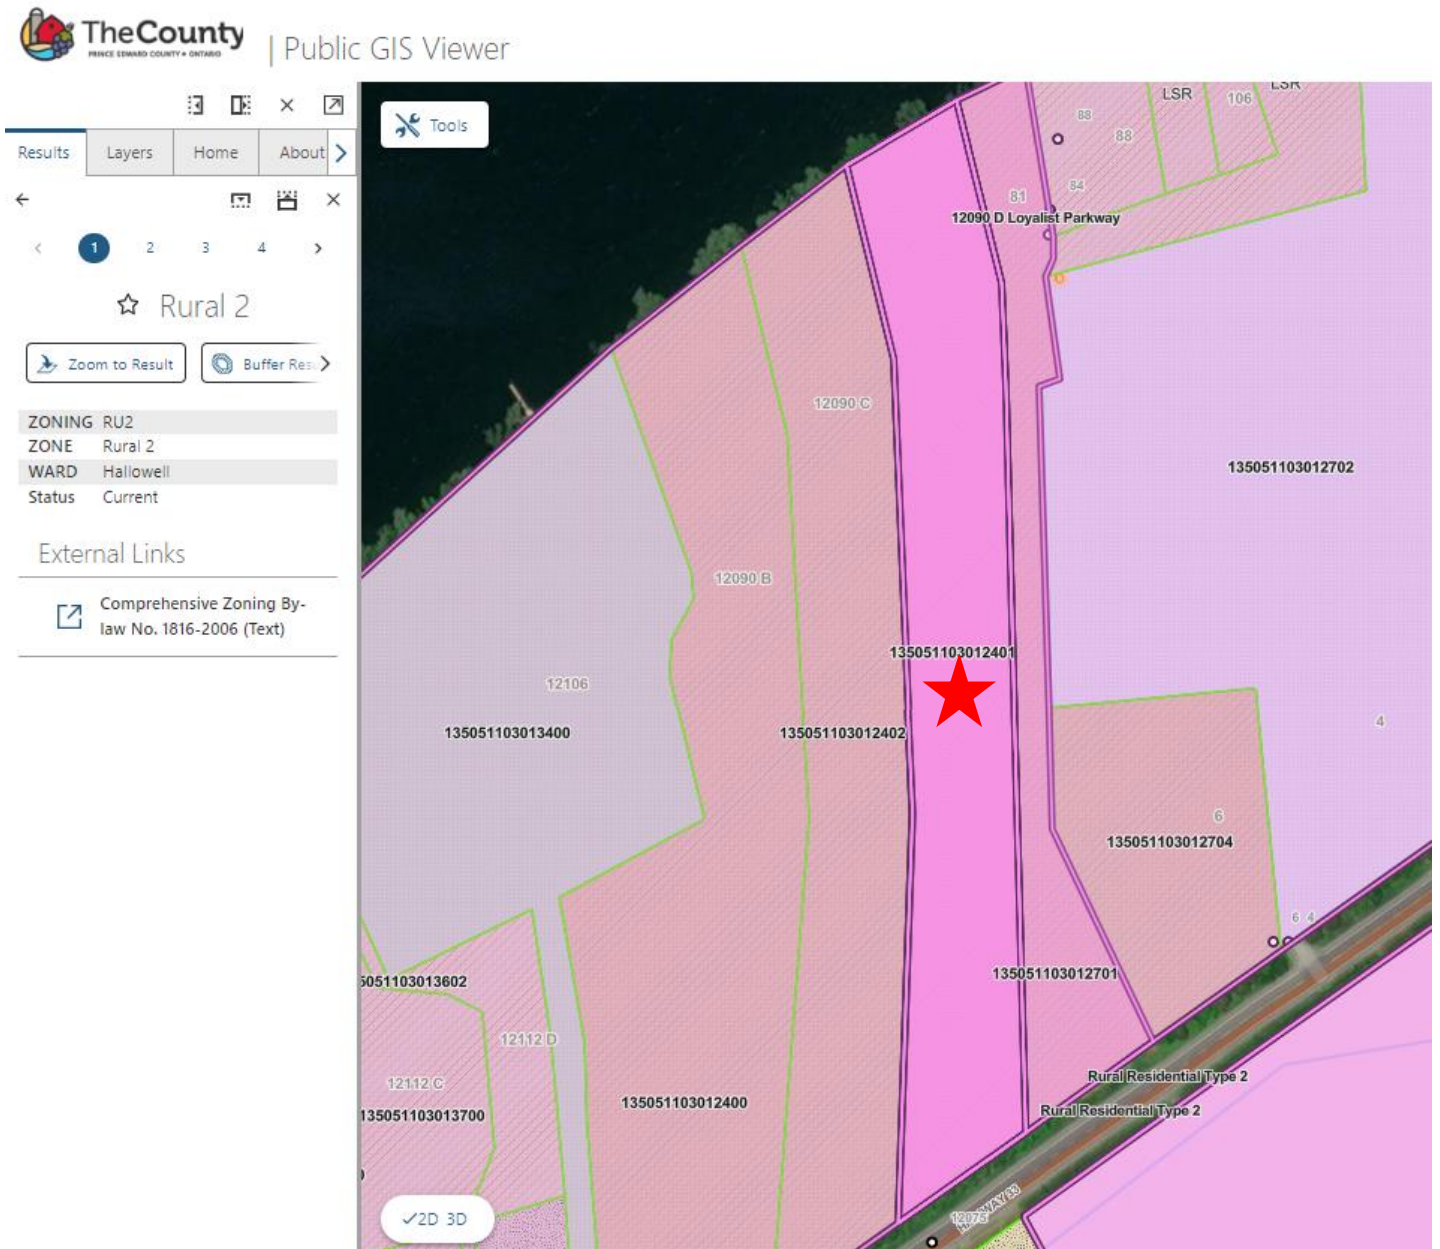 TheCounty
PRINCE EDWARD COUNTY • ONTARIO
| Public GIS Viewer
Results
Layers
Home
About
1
2
3
4
Rural 2
Zoom to Result
Buffer Res
ZONING RU2
ZONE Rural 2
WARD Hallowell
Status Current
External Links
Comprehensive Zoning By-
law No. 1816-2006 (Text)
Tools
LSR
106
LSR
88
88
84
81
12090 D Loyalist Parkway
12090 C
135051103012702
12090 B
135051103012401
12106
135051103013400
135051103012402
4
6
135051103012704
6 4
135051103012701
5051103013602
12112 D
12112 C
135051103013700
135051103012400
Rural Residential Type 2
Rural Residential Type 2
HIGHWAY 33
12075
2D 3D